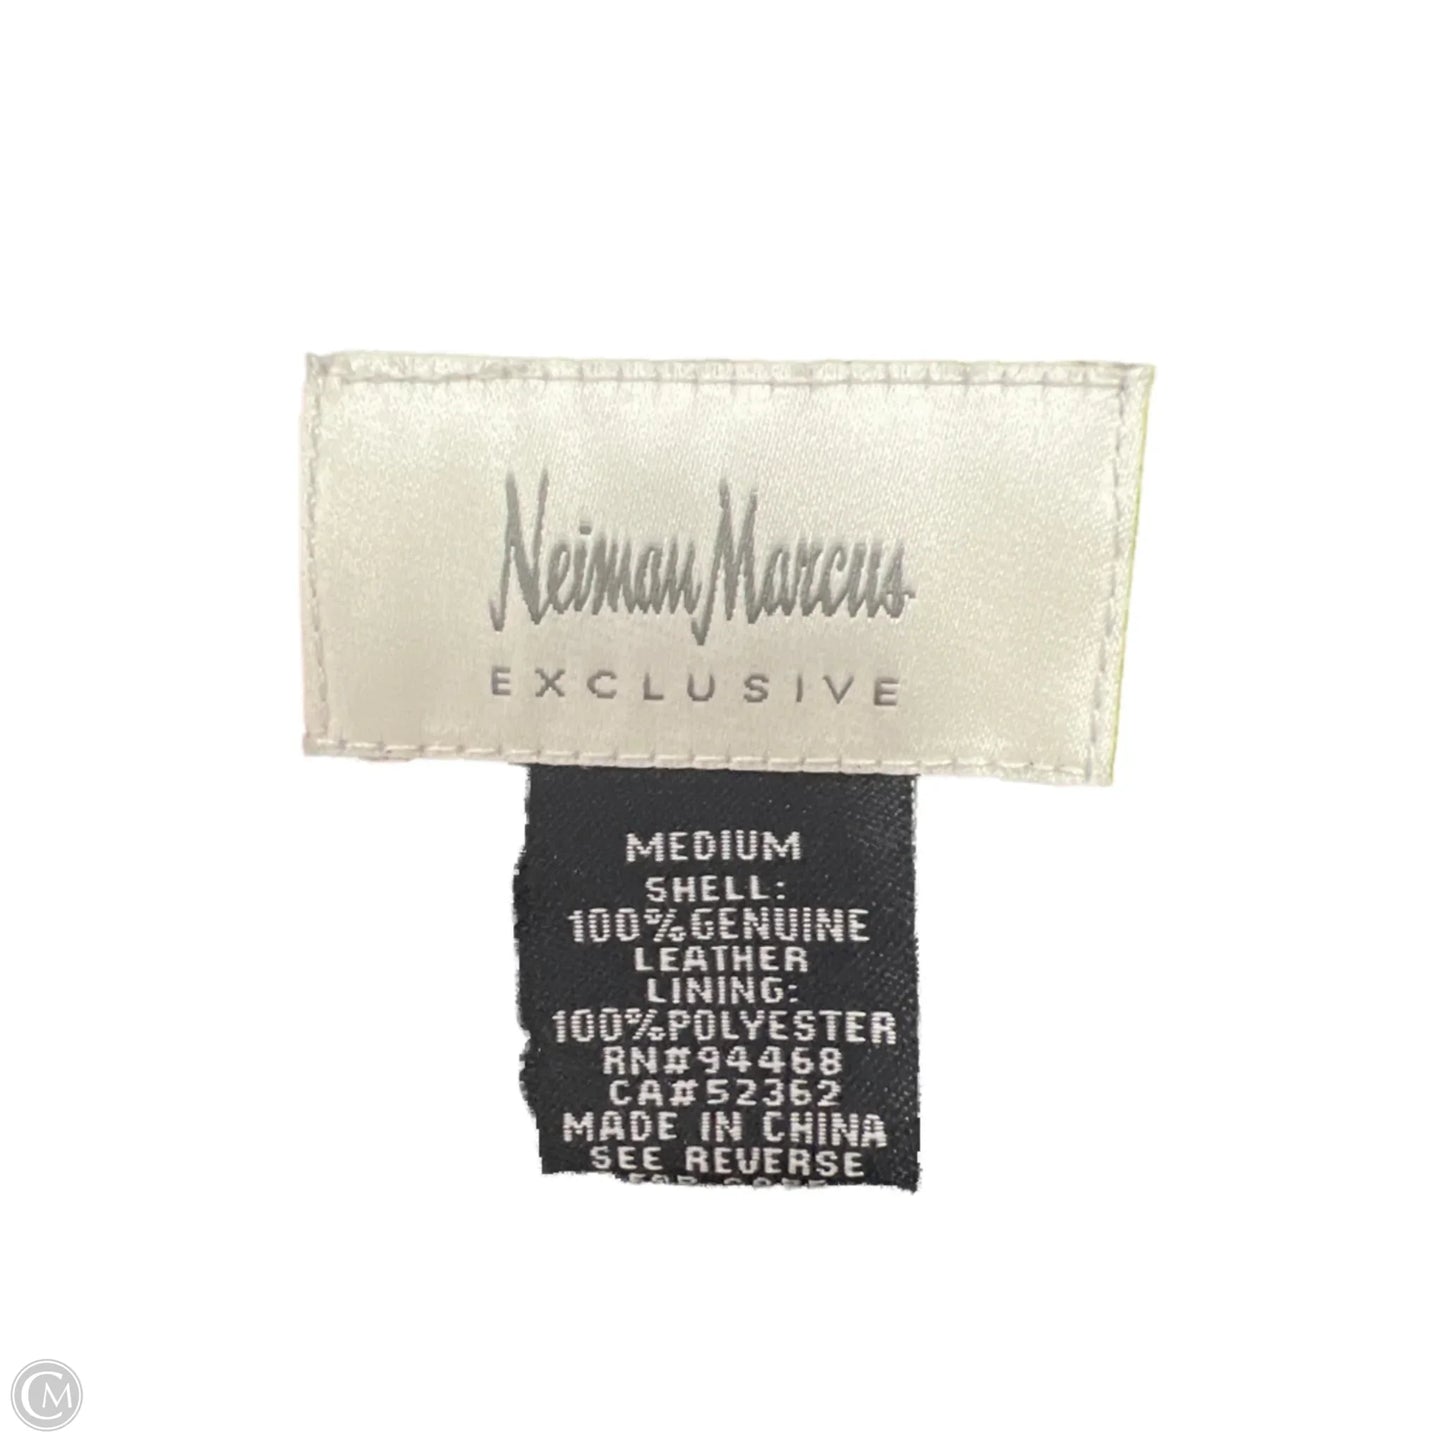 Neiman Marcus
EXCLUSIVE
MEDIUM
SHELL:
100%GENUINE
LEATHER
LINING:
100%POLYESTER
RN#94468
CA#52362
MADE IN CHINA
SEE REVERSE
CM